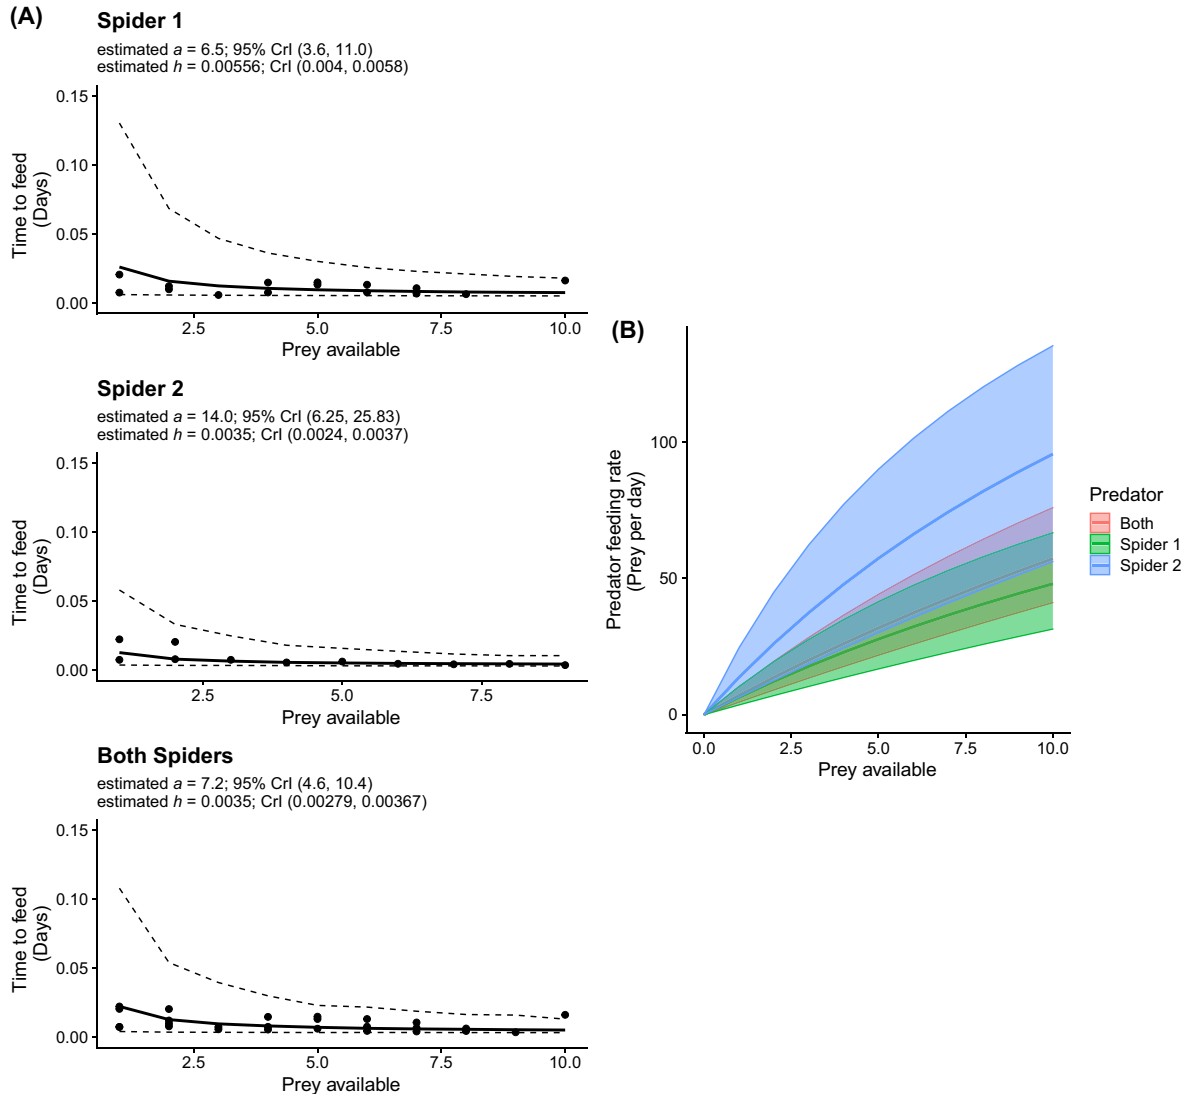 (A)
Spider 1
estimated a = 6.5; 95% CrI (3.6, 11.0)
estimated h = 0.00556; CrI (0.004, 0.0058)
0.15
0.10
0.05
0.00
Time to feed
(Days)
2.5 5.0 7.5 10.0
Prey available
Spider 2
estimated a = 14.0; 95% CrI (6.25, 25.83)
estimated h = 0.0035; CrI (0.0024, 0.0037)
0.15
0.10
0.05
0.00
Time to feed
(Days)
2.5 5.0 7.5
Prey available
Both Spiders
estimated a = 7.2; 95% CrI (4.6, 10.4)
estimated h = 0.0035; CrI (0.00279, 0.00367)
0.15
0.10
0.05
0.00
Time to feed
(Days)
2.5 5.0 7.5 10.0
Prey available
(B)
100
50
0
Predator feeding rate
(Prey per day)
0.0 2.5 5.0 7.5 10.0
Prey available
Predator
Both
Spider 1
Spider 2